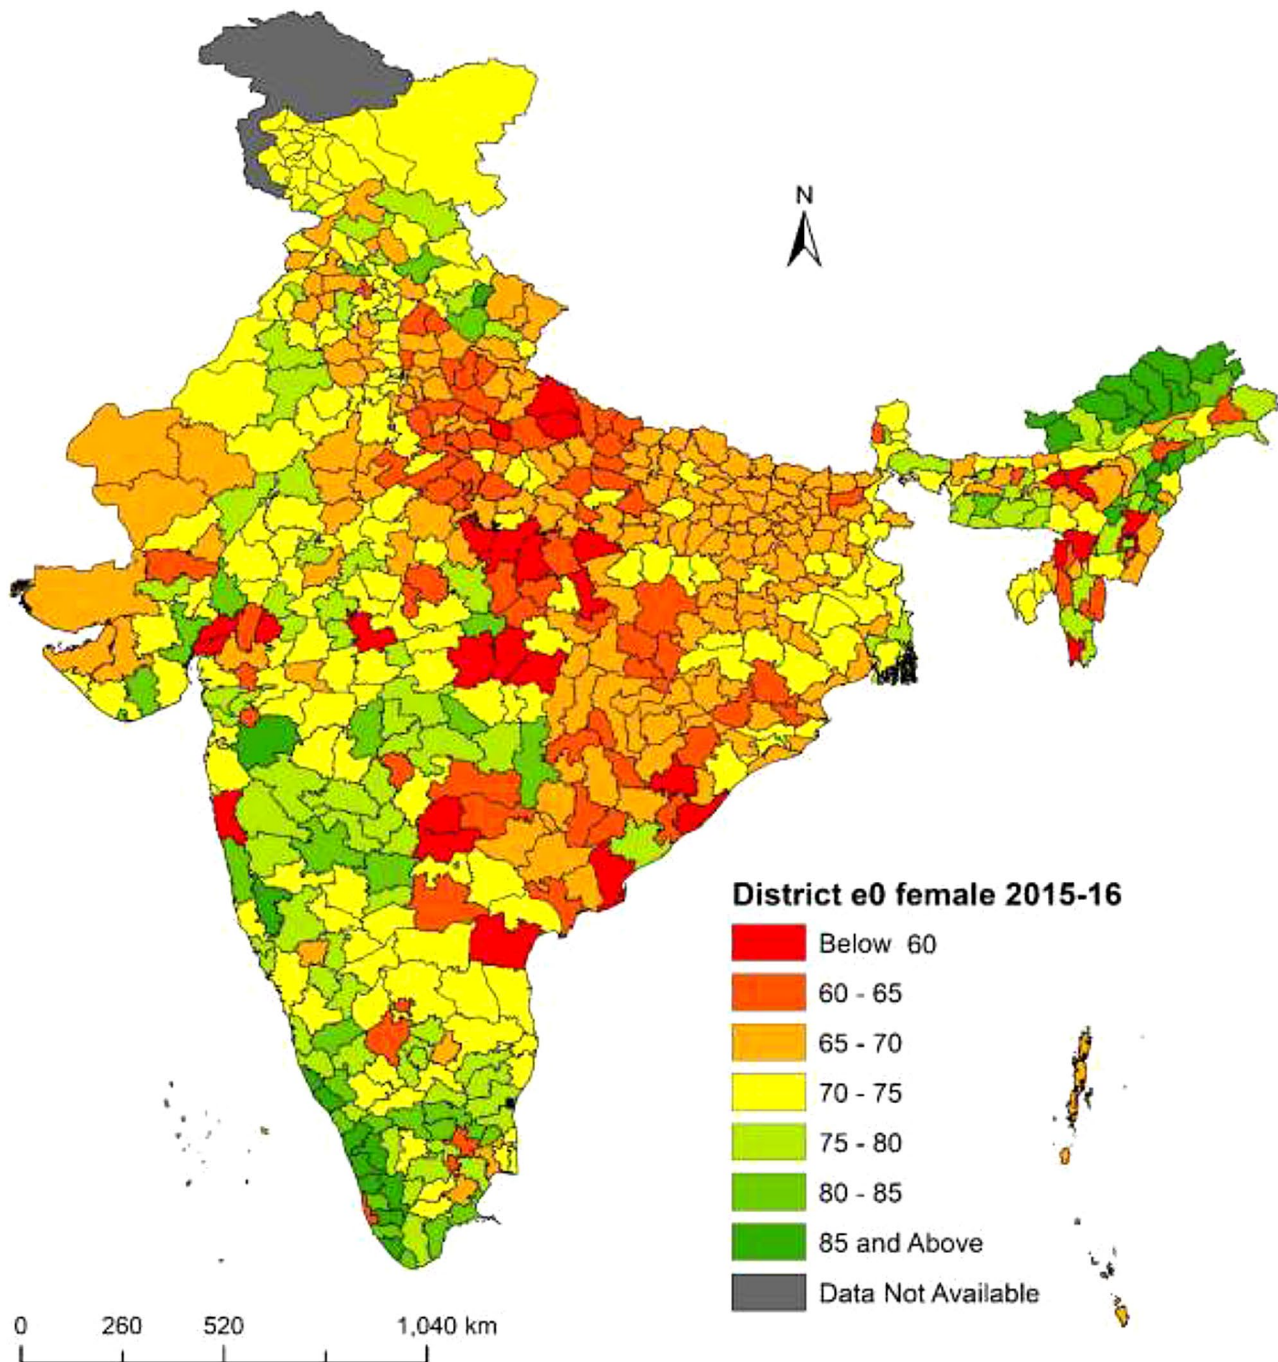 N
District e0 female 2015-16
Below 60
60 - 65
65 - 70
70 - 75
75 - 80
80 - 85
85 and Above
Data Not Available
0 260 520 1,040 km